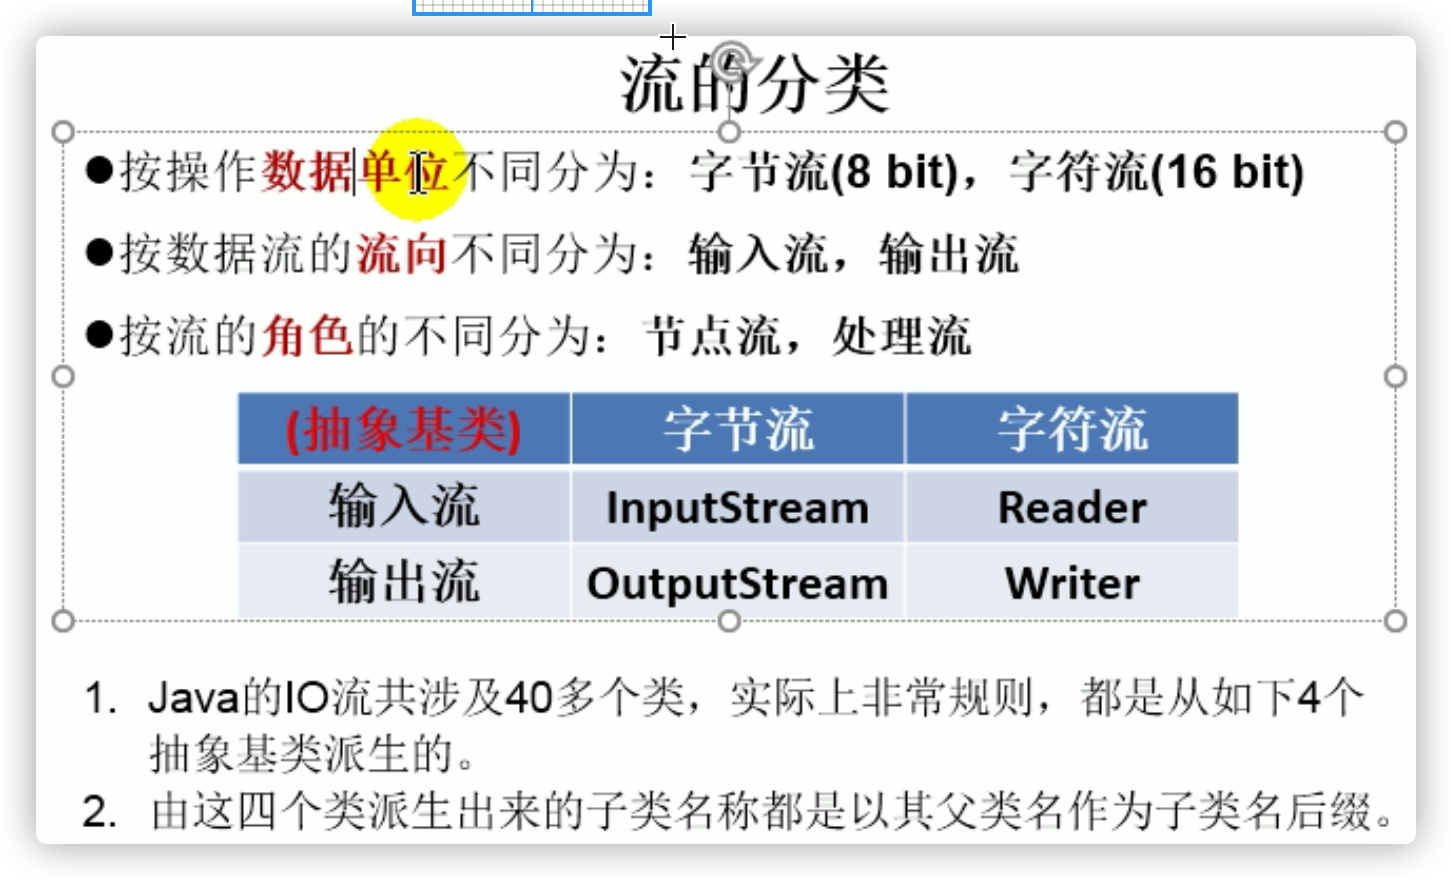 流的分类
●按操作数据单位不同分为：字节流(8 bit)，字符流(16 bit)
●按数据流的流向不同分为：输入流，输出流
●按流的角色的不同分为：节点流，处理流
(抽象基类) 字节流 字符流
输入流 InputStream Reader
输出流 OutputStream Writer
1. Java的IO流共涉及40多个类，实际上非常规则，都是从如下4个
抽象基类派生的。
2. 由这四个类派生出来的子类名称都是以其父类名作为子类名后缀。